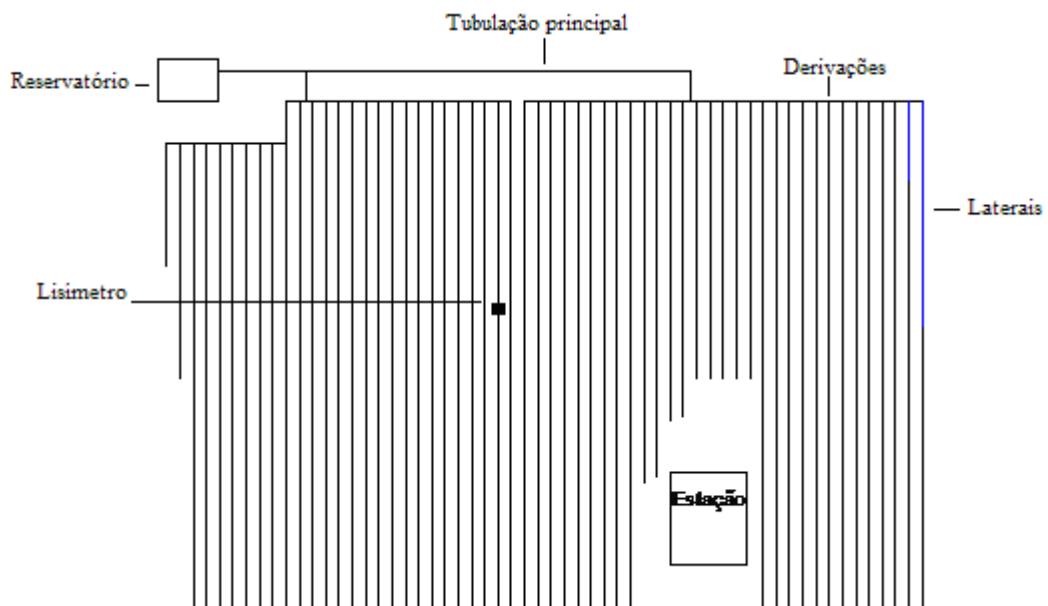 Tubulação principal
Reservatório
Derivações
Laterais
Lisimetro
Estação